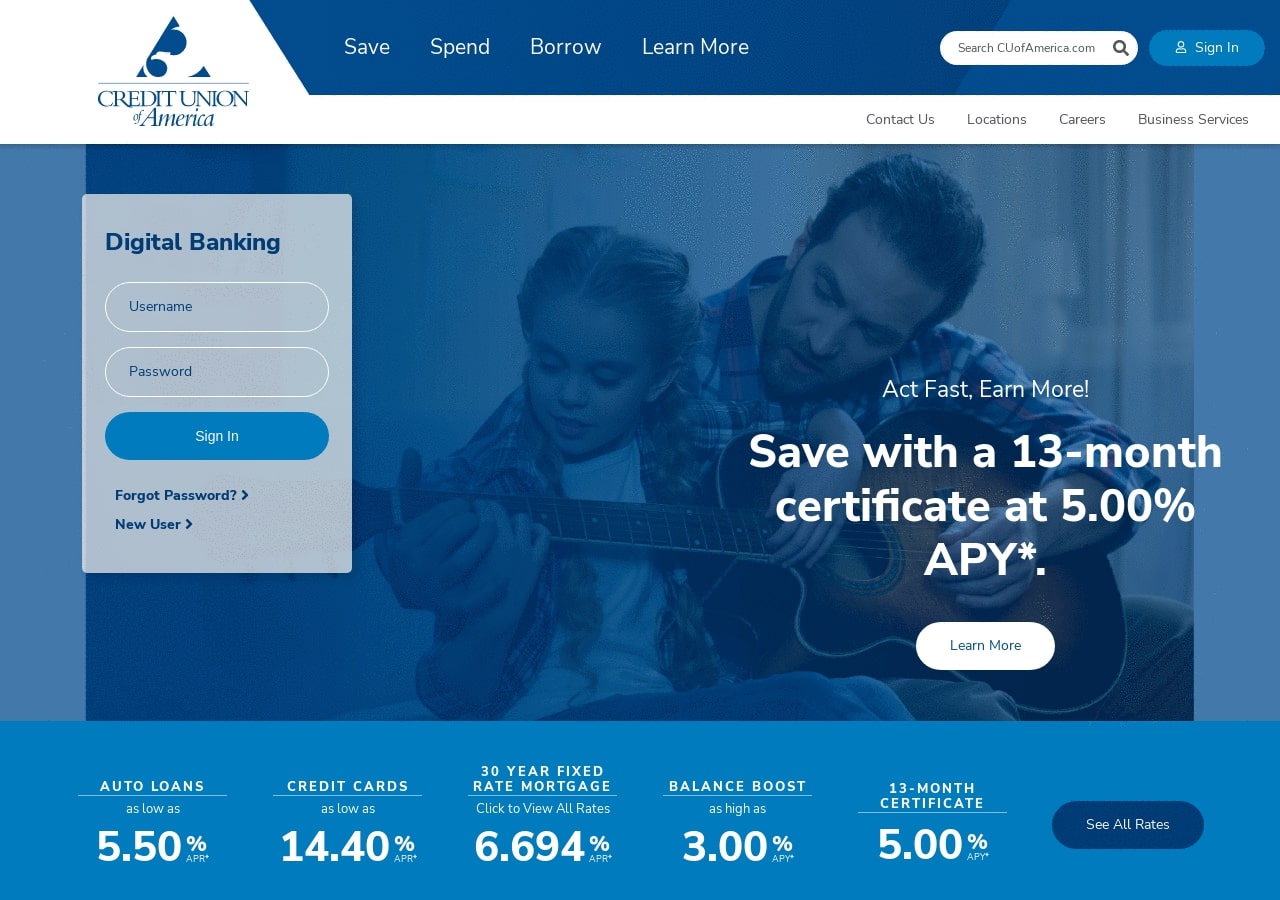 CREDIT UNION
of America
Save
Spend
Borrow
Learn More
Search CUofAmerica.com
Sign In
Contact Us
Locations
Careers
Business Services
Digital Banking
Username
Password
Sign In
Forgot Password?
New User
Act Fast, Earn More!
Save with a 13-month
certificate at 5.00%
APY*.
Learn More
AUTO LOANS
as low as
5.50 % APR*
CREDIT CARDS
as low as
14.40 % APR*
30 YEAR FIXED
RATE MORTGAGE
Click to View All Rates
6.694 % APR*
BALANCE BOOST
as high as
3.00 % APY*
13-MONTH
CERTIFICATE
5.00 % APY*
See All Rates